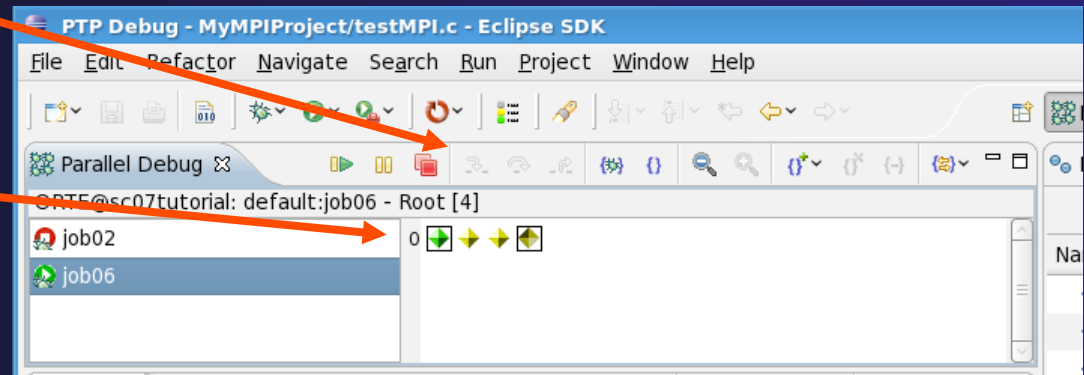 PTP Debug - MyMPIProject/testMPI.c - Eclipse SDK
File Edit Refactor Navigate Search Run Project Window Help
010
Parallel Debug
ORTE@sc07tutorial: default:job06 - Root [4]
job02
0
job06
Na